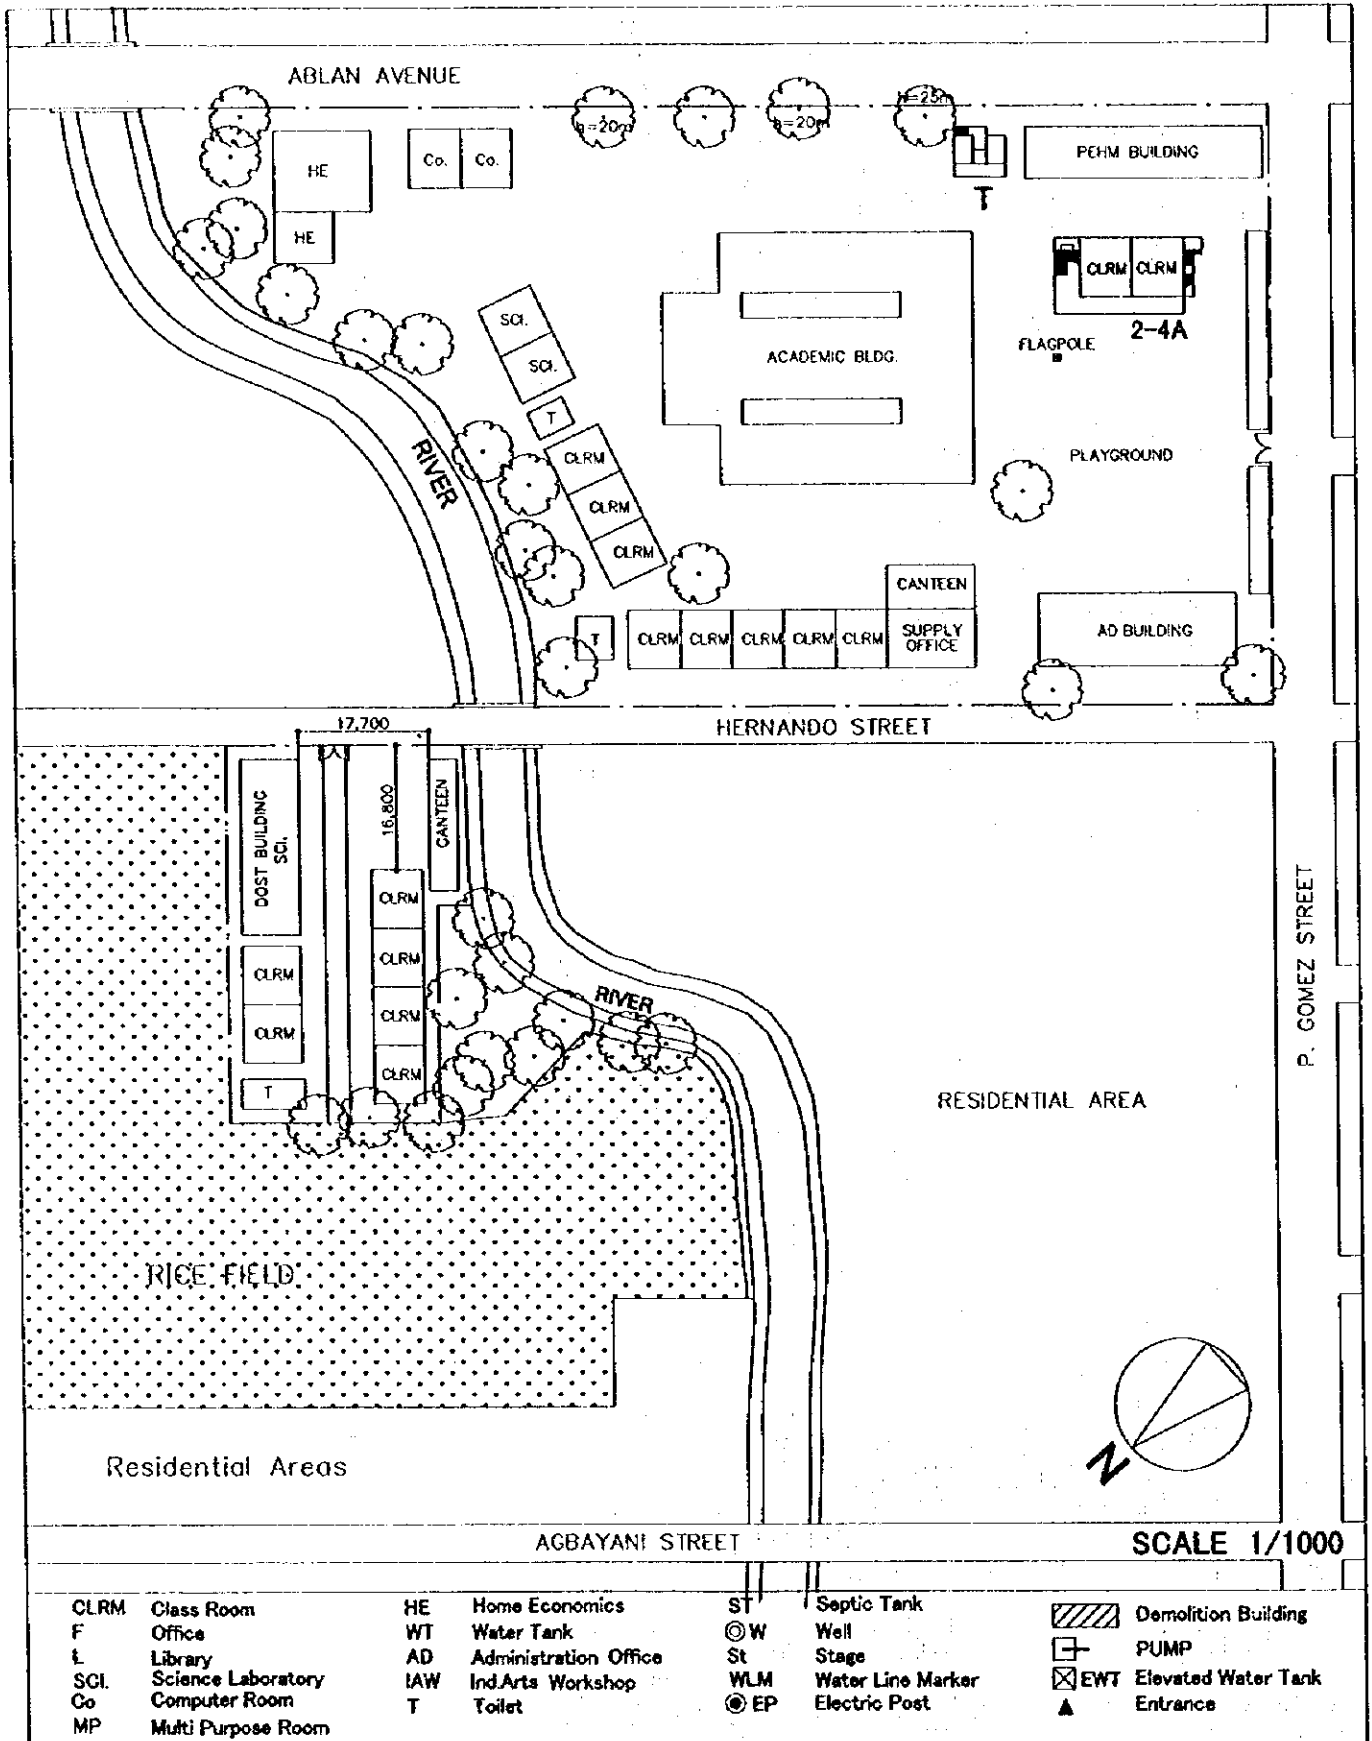 ABLAN AVENUE
h=20m
h=20m
h=25m
HE
Co.
Co.
PEHM BUILDING
T
HE
CLRM
CLRM
2-4A
SCI.
SCI.
FLAGPOLE
ACADEMIC BLDG.
T
RIVER
CLRM
CLRM
CLRM
PLAYGROUND
CANTEEN
T
CLRM
CLRM
CLRM
CLRM
CLRM
SUPPLY
OFFICE
AD BUILDING
17,700
HERNANDO STREET
DOST BUILDING
SCI.
16,800
CANTEEN
CLRM
CLRM
CLRM
CLRM
CLRM
CLRM
T
RIVER
P. GOMEZ STREET
RESIDENTIAL AREA
RICE FIELD
N
Residential Areas
AGBAYANI STREET
SCALE 1/1000
CLRM Class Room
F Office
L Library
SCI. Science Laboratory
Co Computer Room
MP Multi Purpose Room
HE Home Economics
WT Water Tank
AD Administration Office
IAW Ind.Arts Workshop
T Toilet
ST Septic Tank
W Well
St Stage
WLM Water Line Marker
EP Electric Post
Demolition Building
PUMP
EWT Elevated Water Tank
Entrance